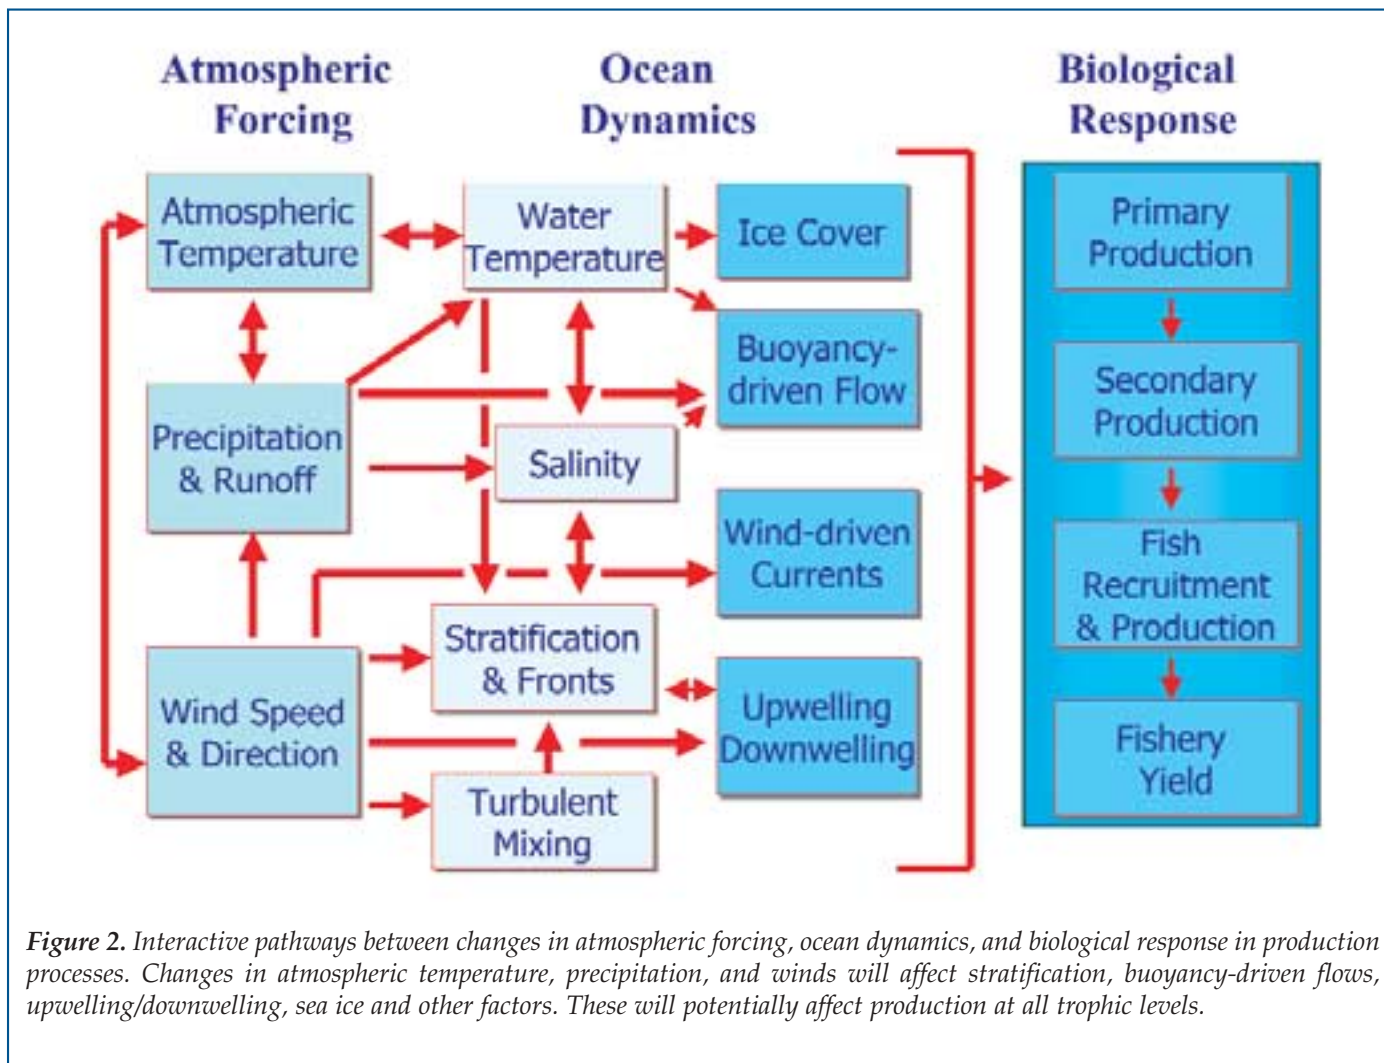 Atmospheric
Forcing
Ocean
Dynamics
Biological
Response
Atmospheric
Temperature
Water
Temperature
Ice Cover
Buoyancy-
driven Flow
Precipitation
& Runoff
Salinity
Wind-driven
Currents
Stratification
& Fronts
Wind Speed
& Direction
Upwelling
Downwelling
Turbulent
Mixing
Primary
Production
Secondary
Production
Fish
Recruitment
& Production
Fishery
Yield
Figure 2. Interactive pathways between changes in atmospheric forcing, ocean dynamics, and biological response in production
processes. Changes in atmospheric temperature, precipitation, and winds will affect stratification, buoyancy-driven flows,
upwelling/downwelling, sea ice and other factors. These will potentially affect production at all trophic levels.